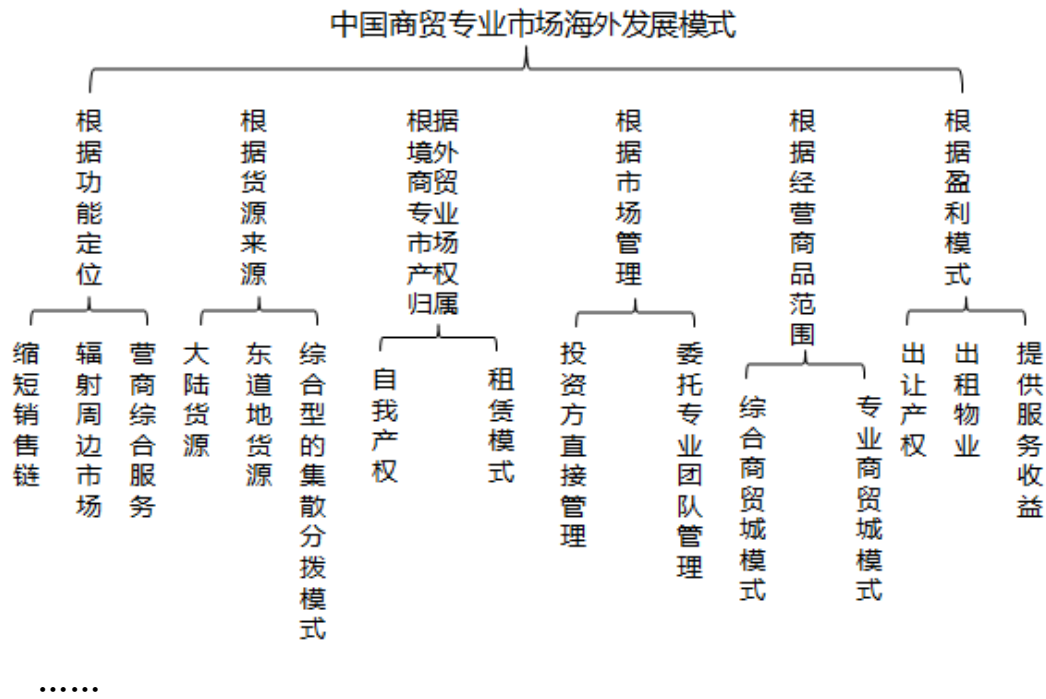 中国商贸专业市场海外发展模式
根据功能定位
根据货源来源
根据境外商贸专业市场产权归属
根据市场管理
根据经营商品范围
根据盈利模式
缩短销售链
辐射周边市场
营商综合服务
大陆货源
东道地货源
综合型的集散分拨模式
自我产权
租赁模式
投资方直接管理
委托专业团队管理
综合商贸城模式
专业商贸城模式
出让产权
出租物业
提供服务收益
……